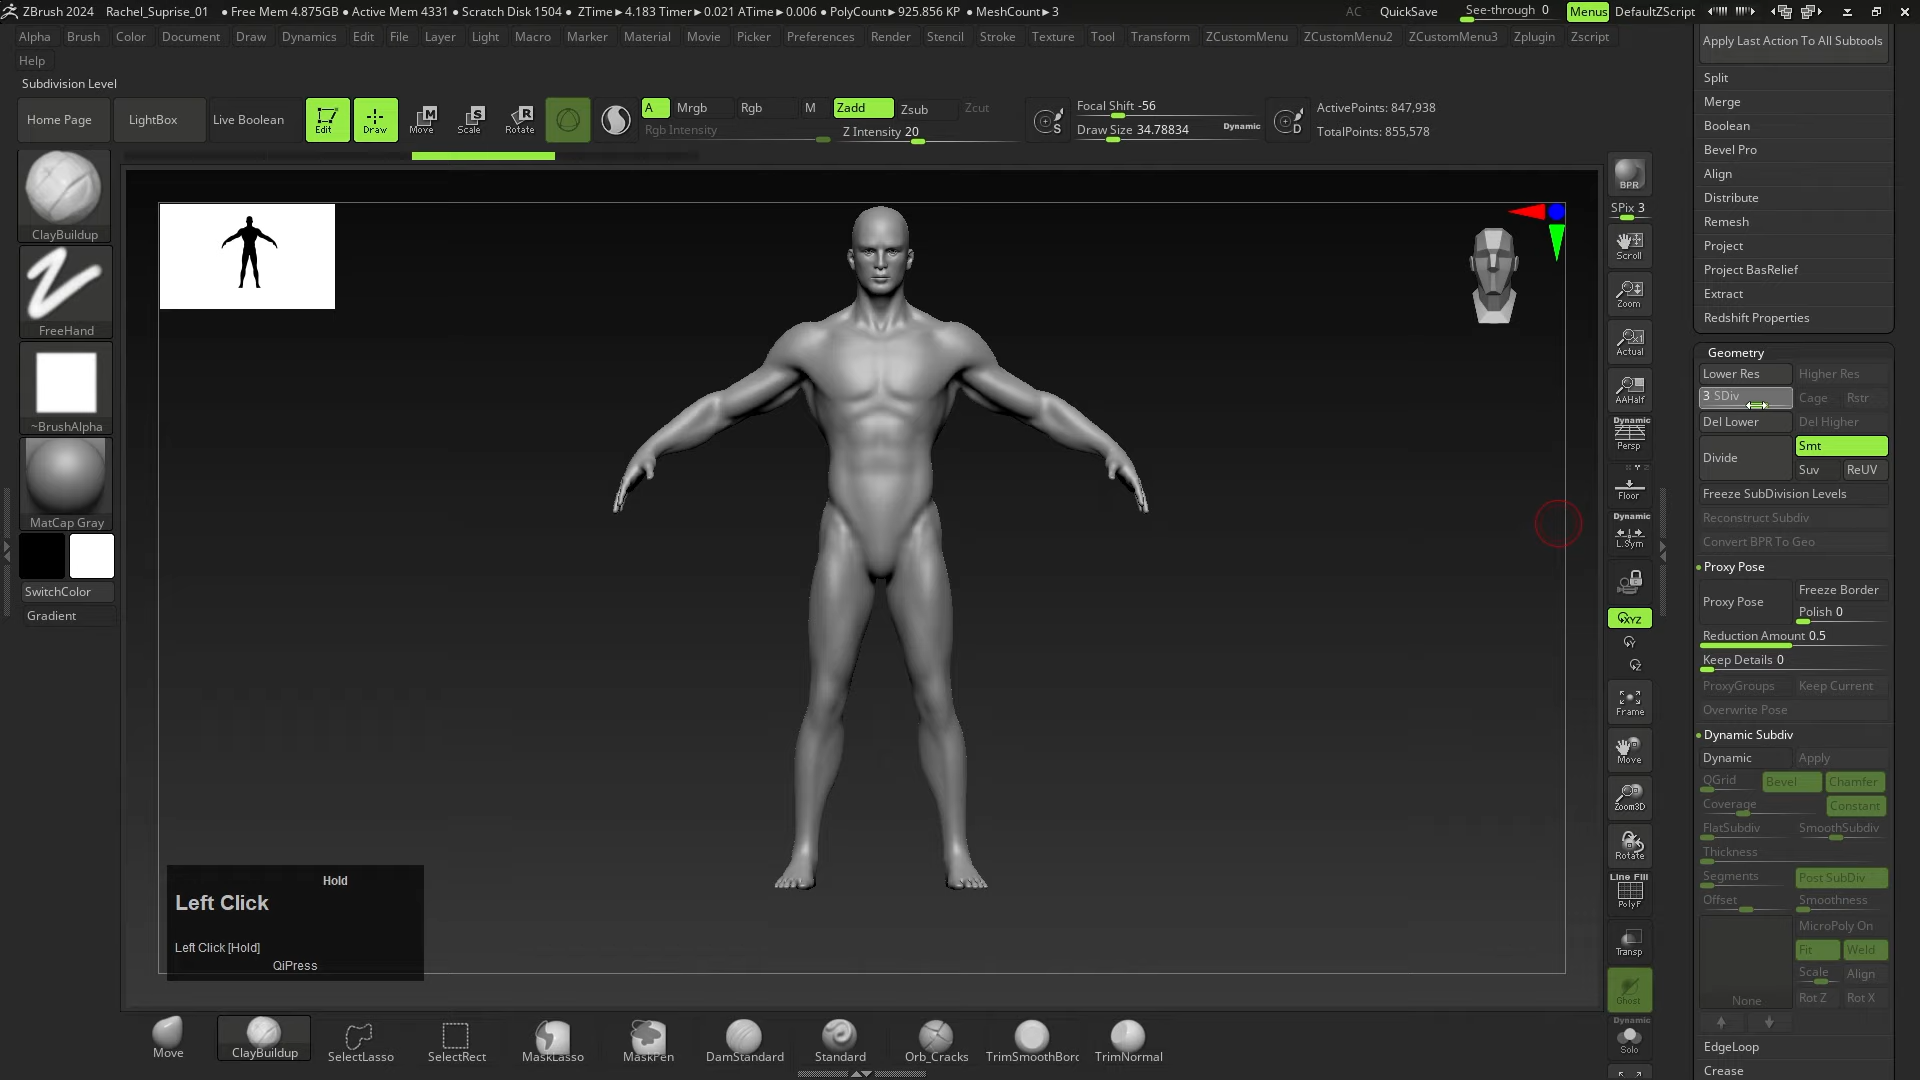 ZBrush 2024 Rachel_Suprise_01 ● Free Mem 4.875GB ● Active Mem 4331 ● Scratch Disk 1504 ● ZTime▸4.183 Timer▸0.021 ATime▸0.006 ● PolyCount▸925.856 KP ● MeshCount▸3 AC QuickSave See-through 0 Menus DefaultZScript
Alpha Brush Color Document Draw Dynamics Edit File Layer Light Macro Marker Material Movie Picker Preferences Render Stencil Stroke Texture Tool Transform ZCustomMenu ZCustomMenu2 ZCustomMenu3 Zplugin Zscript
Help
Subdivision Level
Home Page LightBox Live Boolean Edit Draw Move Scale Rotate
M S R
A Mrgb Rgb M Zadd Zsub Zcut
Rgb Intensity Z Intensity 20
S Focal Shift -56
Draw Size 34.78834 Dynamic
D ActivePoints: 847,938
TotalPoints: 855,578
ClayBuildup
FreeHand
~BrushAlpha
MatCap Gray
SwitchColor
Gradient
Hold
Left Click
Left Click [Hold]
QiPress
BPR
SPix 3
Scroll
Zoom
Actual
AAHalf
Dynamic
Persp
Floor
Dynamic
L.Sym
XYZ
Y
Z
Frame
Move
Zoom3D
Rotate
Line Fill
PolyF
Transp
Ghost
Dynamic
Solo
Apply Last Action To All Subtools
Split
Merge
Boolean
Bevel Pro
Align
Distribute
Remesh
Project
Project BasRelief
Extract
Redshift Properties
Geometry
Lower Res Higher Res
3 SDiv Cage Rstr
Del Lower Del Higher
Divide Smt
Suv ReUV
Freeze SubDivision Levels
Reconstruct Subdiv
Convert BPR To Geo
Proxy Pose
Proxy Pose Freeze Border
Polish 0
Reduction Amount 0.5
Keep Details 0
ProxyGroups Keep Current
Overwrite Pose
Dynamic Subdiv
Dynamic Apply
QGrid Bevel Chamfer
Coverage Constant
FlatSubdiv SmoothSubdiv
Thickness
Segments Post SubDiv
Offset Smoothness
MicroPoly On
Fit Weld
Scale Align
None Rot Z Rot X
EdgeLoop
Crease
Move ClayBuildup SelectLasso SelectRect MaskLasso MaskPen DamStandard Standard Orb_Cracks TrimSmoothBorc TrimNormal